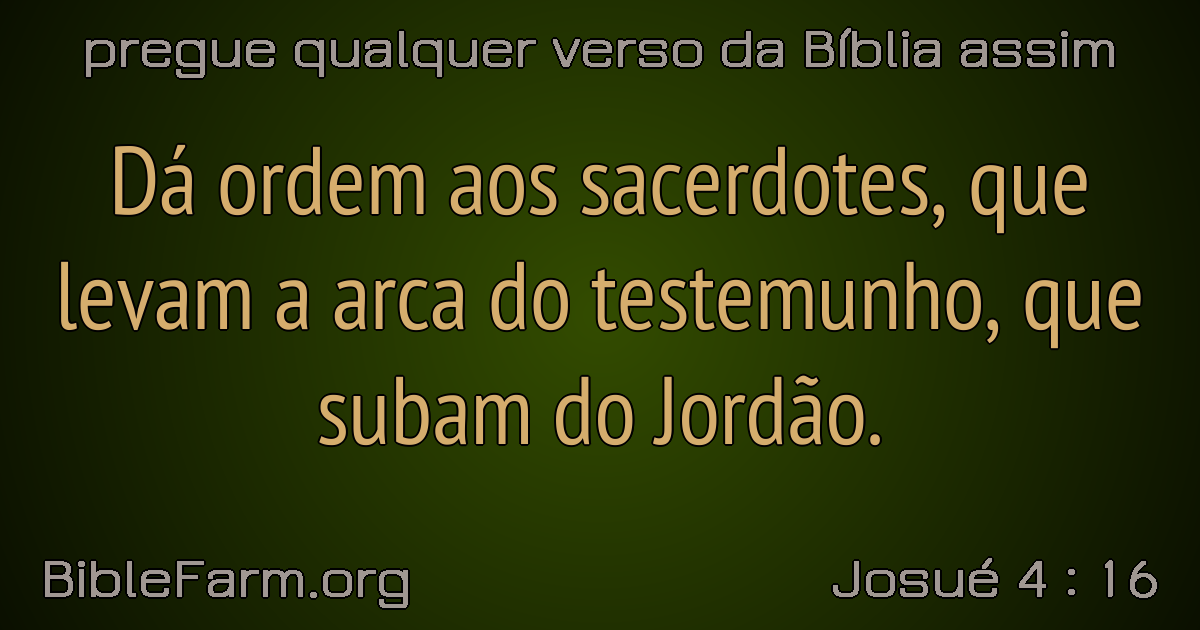 pregue qualquer verso da Bíblia assim
Dá ordem aos sacerdotes, que
levam a arca do testemunho, que
subam do Jordão.
BibleFarm.org
Josué 4 : 16